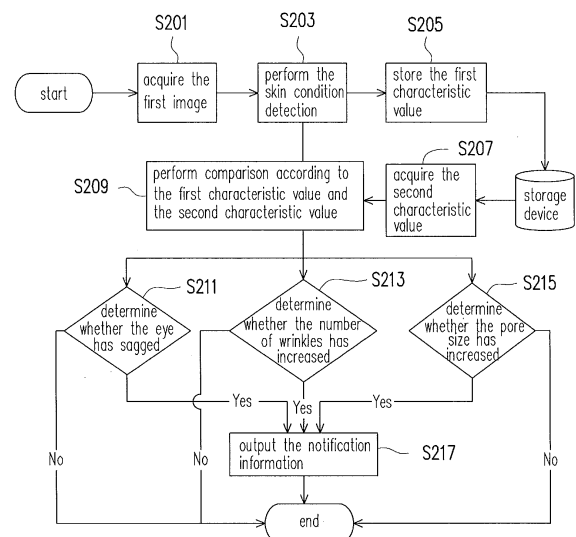 S201
S203
S205
start
acquire the
first image
perform the
skin condition
detection
store the first
characteristic
value
S207
S209
perform comparison according to
the first characteristic value and
the second characteristic value
acquire the
second
characteristic
value
storage
device
S211
S213
S215
determine
whether the eye
has sagged
determine
whether the number
of wrinkles has
increased
determine
whether the pore
size has
increased
Yes
Yes
Yes
No
No
No
output the notification
information
S217
end